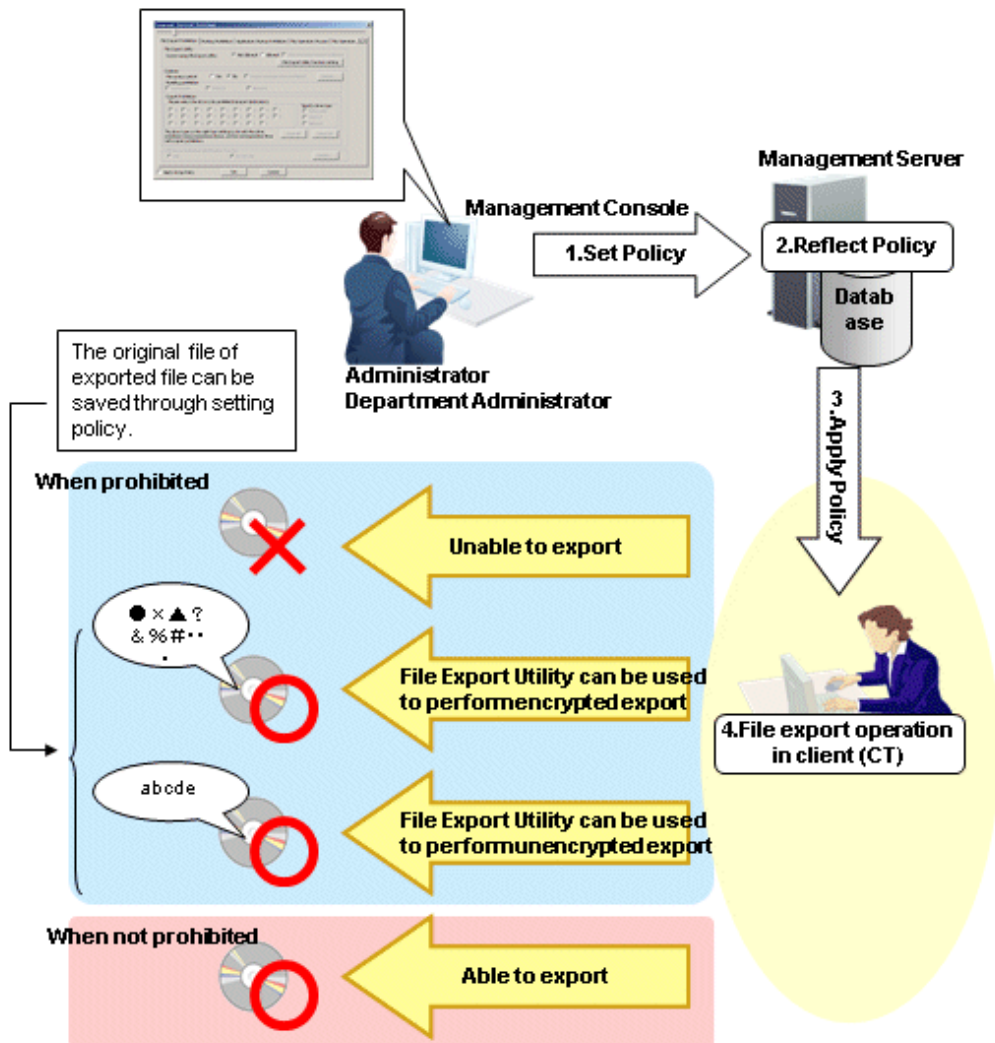 Management Server
Management Console
1.Set Policy
2.Reflect Policy
Datab
ase
The original file of
exported file can be
saved through setting
policy.
Administrator
Department Administrator
3
.Apply Policy
When prohibited
Unable to export
●×▲?
&%#・・
・
File Export Utility can be used
to performencrypted export
4.File export operation
in client (CT)
abcde
File Export Utility can be used
to performunencrypted export
When not prohibited
Able to export